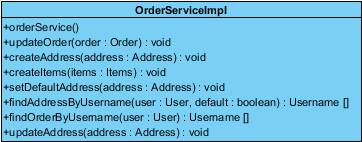 OrderServiceImpl
+orderService()
+updateOrder(order : Order) : void
+createAddress(address : Address) : void
+createItems(items : Items) : void
+setDefaultAddress(address : Address) : void
+findAddressByUsername(user : User, default : boolean) : Username []
+findOrderByUsername(user : User) : Username []
+updateAddress(address : Address) : void